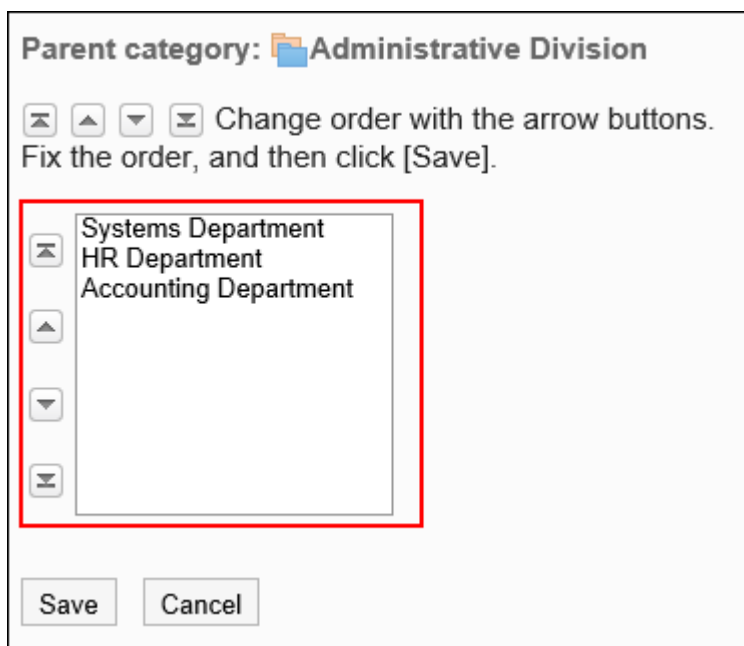 Parent category: Administrative Division
Change order with the arrow buttons.
Fix the order, and then click [Save].
Systems Department
HR Department
Accounting Department
Save Cancel